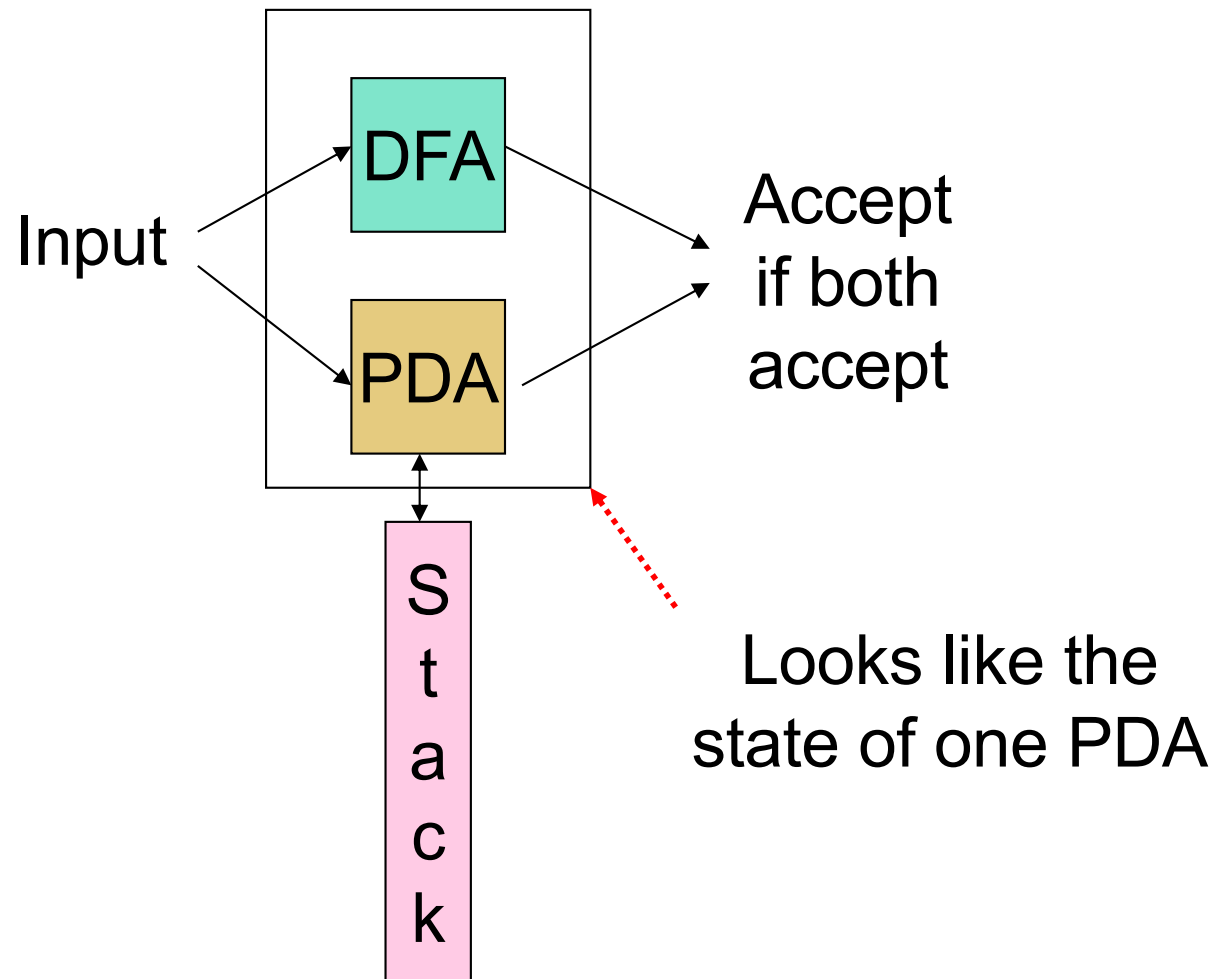 DFA
Input
Accept
if both
accept
PDA
S
t
a
c
k
Looks like the
state of one PDA